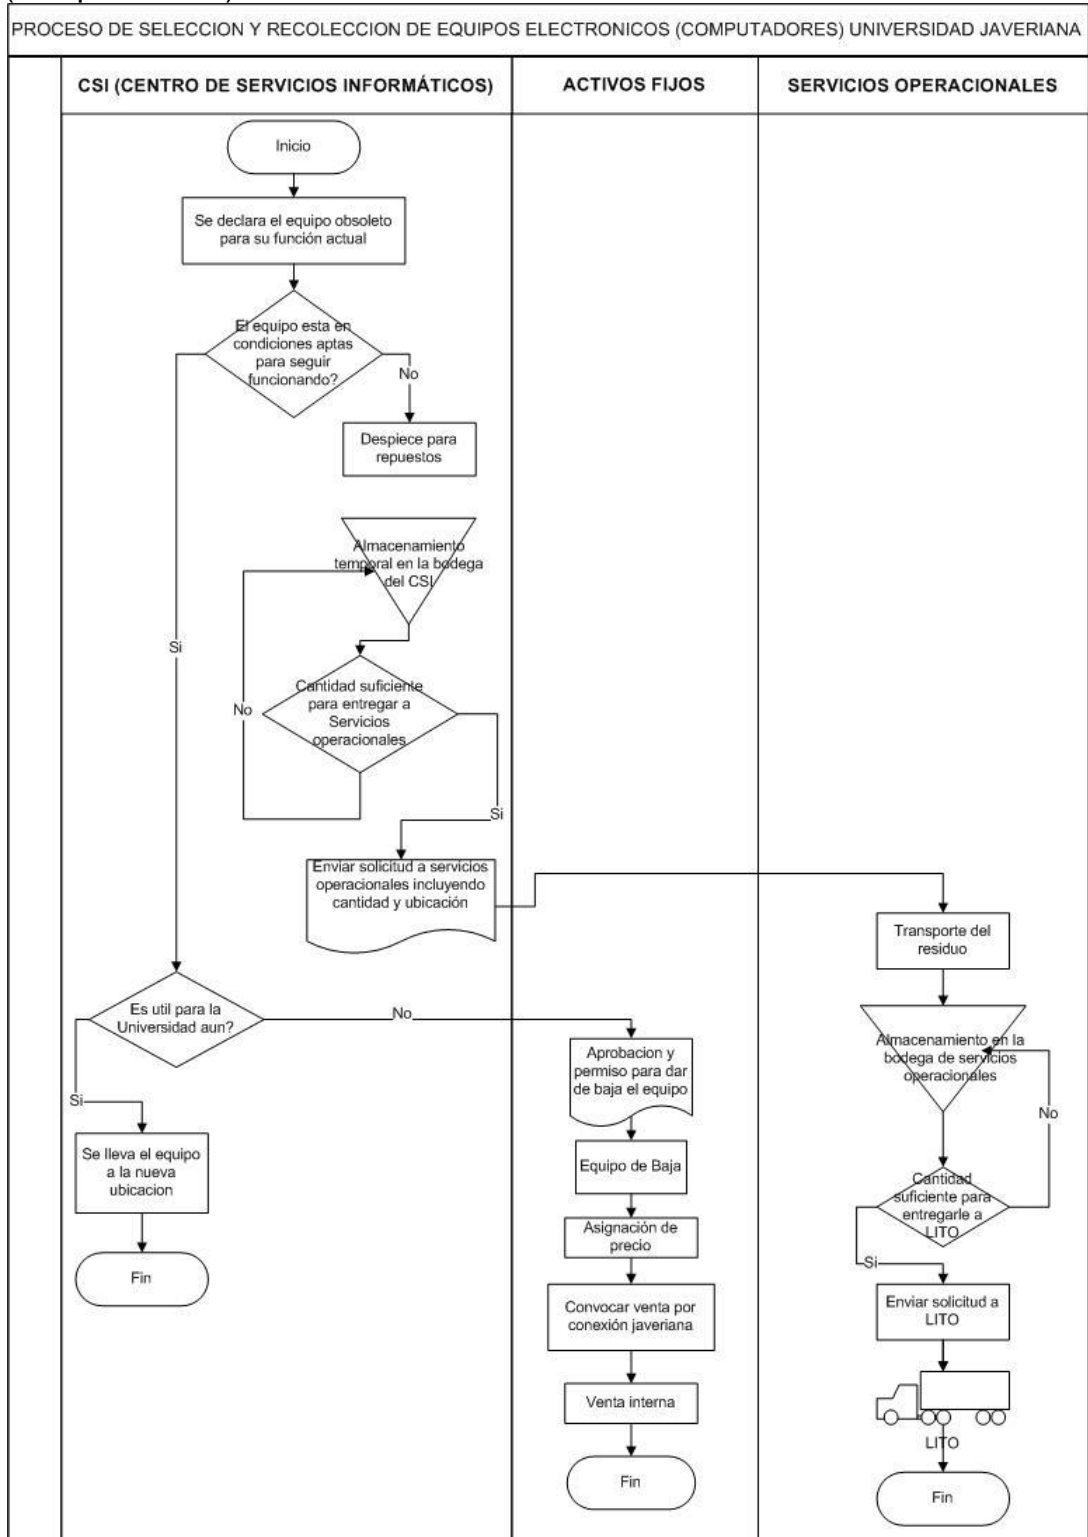 PROCESO DE SELECCION Y RECOLECCION DE EQUIPOS ELECTRONICOS (COMPUTADORES) UNIVERSIDAD JAVERIANA
CSI (CENTRO DE SERVICIOS INFORMÁTICOS)
ACTIVOS FIJOS
SERVICIOS OPERACIONALES
Inicio
Se declara el equipo obsoleto
para su función actual
El equipo esta en
condiciones aptas
para seguir
funcionando?
No
Despiece para
repuestos
Almacenamiento
temporal en la bodega
del CSI
Si
Cantidad suficiente
para entregar a
Servicios
operacionales
No
Si
Enviar solicitud a servicios
operacionales incluyendo
cantidad y ubicación
Transporte del
residuo
Es util para la
Universidad aun?
No
Si
Se lleva el equipo
a la nueva
ubicacion
Fin
Aprobacion y
permiso para dar
de baja el equipo
Equipo de Baja
Asignación de
precio
Convocar venta por
conexión javeriana
Venta interna
Fin
Almacenamiento en la
bodega de servicios
operacionales
No
Cantidad
suficiente para
entregarle a
LITO
Si
Enviar solicitud a
LITO
LITO
Fin